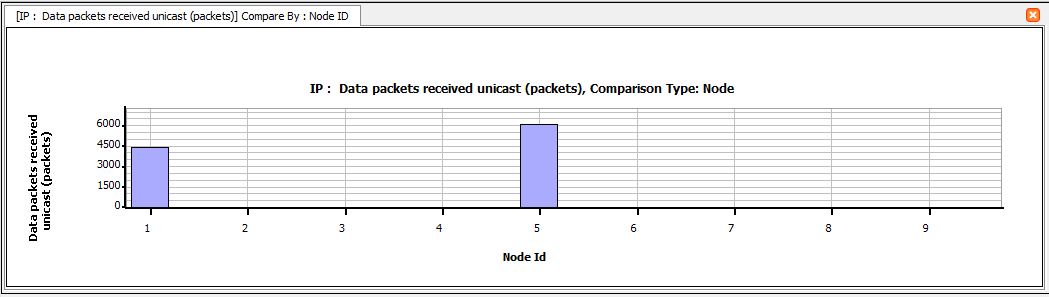 [IP :  Data packets received unicast (packets)] Compare By : Node ID
IP :  Data packets received unicast (packets), Comparison Type: Node
Data packets received
unicast (packets)
6000
4500
3000
1500
0
1 2 3 4 5 6 7 8 9
Node Id